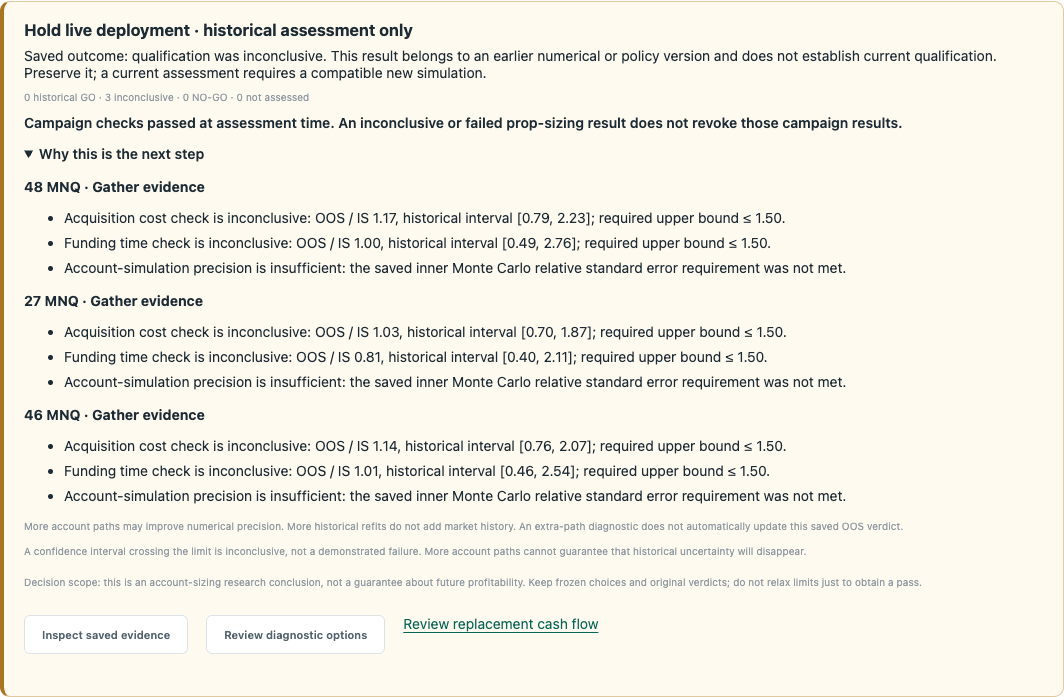 Hold live deployment · historical assessment only
Saved outcome: qualification was inconclusive. This result belongs to an earlier numerical or policy version and does not establish current qualification.
Preserve it; a current assessment requires a compatible new simulation.
0 historical GO · 3 inconclusive · 0 NO-GO · 0 not assessed
Campaign checks passed at assessment time. An inconclusive or failed prop-sizing result does not revoke those campaign results.
▼ Why this is the next step
48 MNQ · Gather evidence
• Acquisition cost check is inconclusive: OOS / IS 1.17, historical interval [0.79, 2.23]; required upper bound ≤ 1.50.
• Funding time check is inconclusive: OOS / IS 1.00, historical interval [0.49, 2.76]; required upper bound ≤ 1.50.
• Account-simulation precision is insufficient: the saved inner Monte Carlo relative standard error requirement was not met.
27 MNQ · Gather evidence
• Acquisition cost check is inconclusive: OOS / IS 1.03, historical interval [0.70, 1.87]; required upper bound ≤ 1.50.
• Funding time check is inconclusive: OOS / IS 0.81, historical interval [0.40, 2.11]; required upper bound ≤ 1.50.
• Account-simulation precision is insufficient: the saved inner Monte Carlo relative standard error requirement was not met.
46 MNQ · Gather evidence
• Acquisition cost check is inconclusive: OOS / IS 1.14, historical interval [0.76, 2.07]; required upper bound ≤ 1.50.
• Funding time check is inconclusive: OOS / IS 1.01, historical interval [0.46, 2.54]; required upper bound ≤ 1.50.
• Account-simulation precision is insufficient: the saved inner Monte Carlo relative standard error requirement was not met.
More account paths may improve numerical precision. More historical refits do not add market history. An extra-path diagnostic does not automatically update this saved OOS verdict.
A confidence interval crossing the limit is inconclusive, not a demonstrated failure. More account paths cannot guarantee that historical uncertainty will disappear.
Decision scope: this is an account-sizing research conclusion, not a guarantee about future profitability. Keep frozen choices and original verdicts; do not relax limits just to obtain a pass.
Inspect saved evidence
Review diagnostic options
Review replacement cash flow